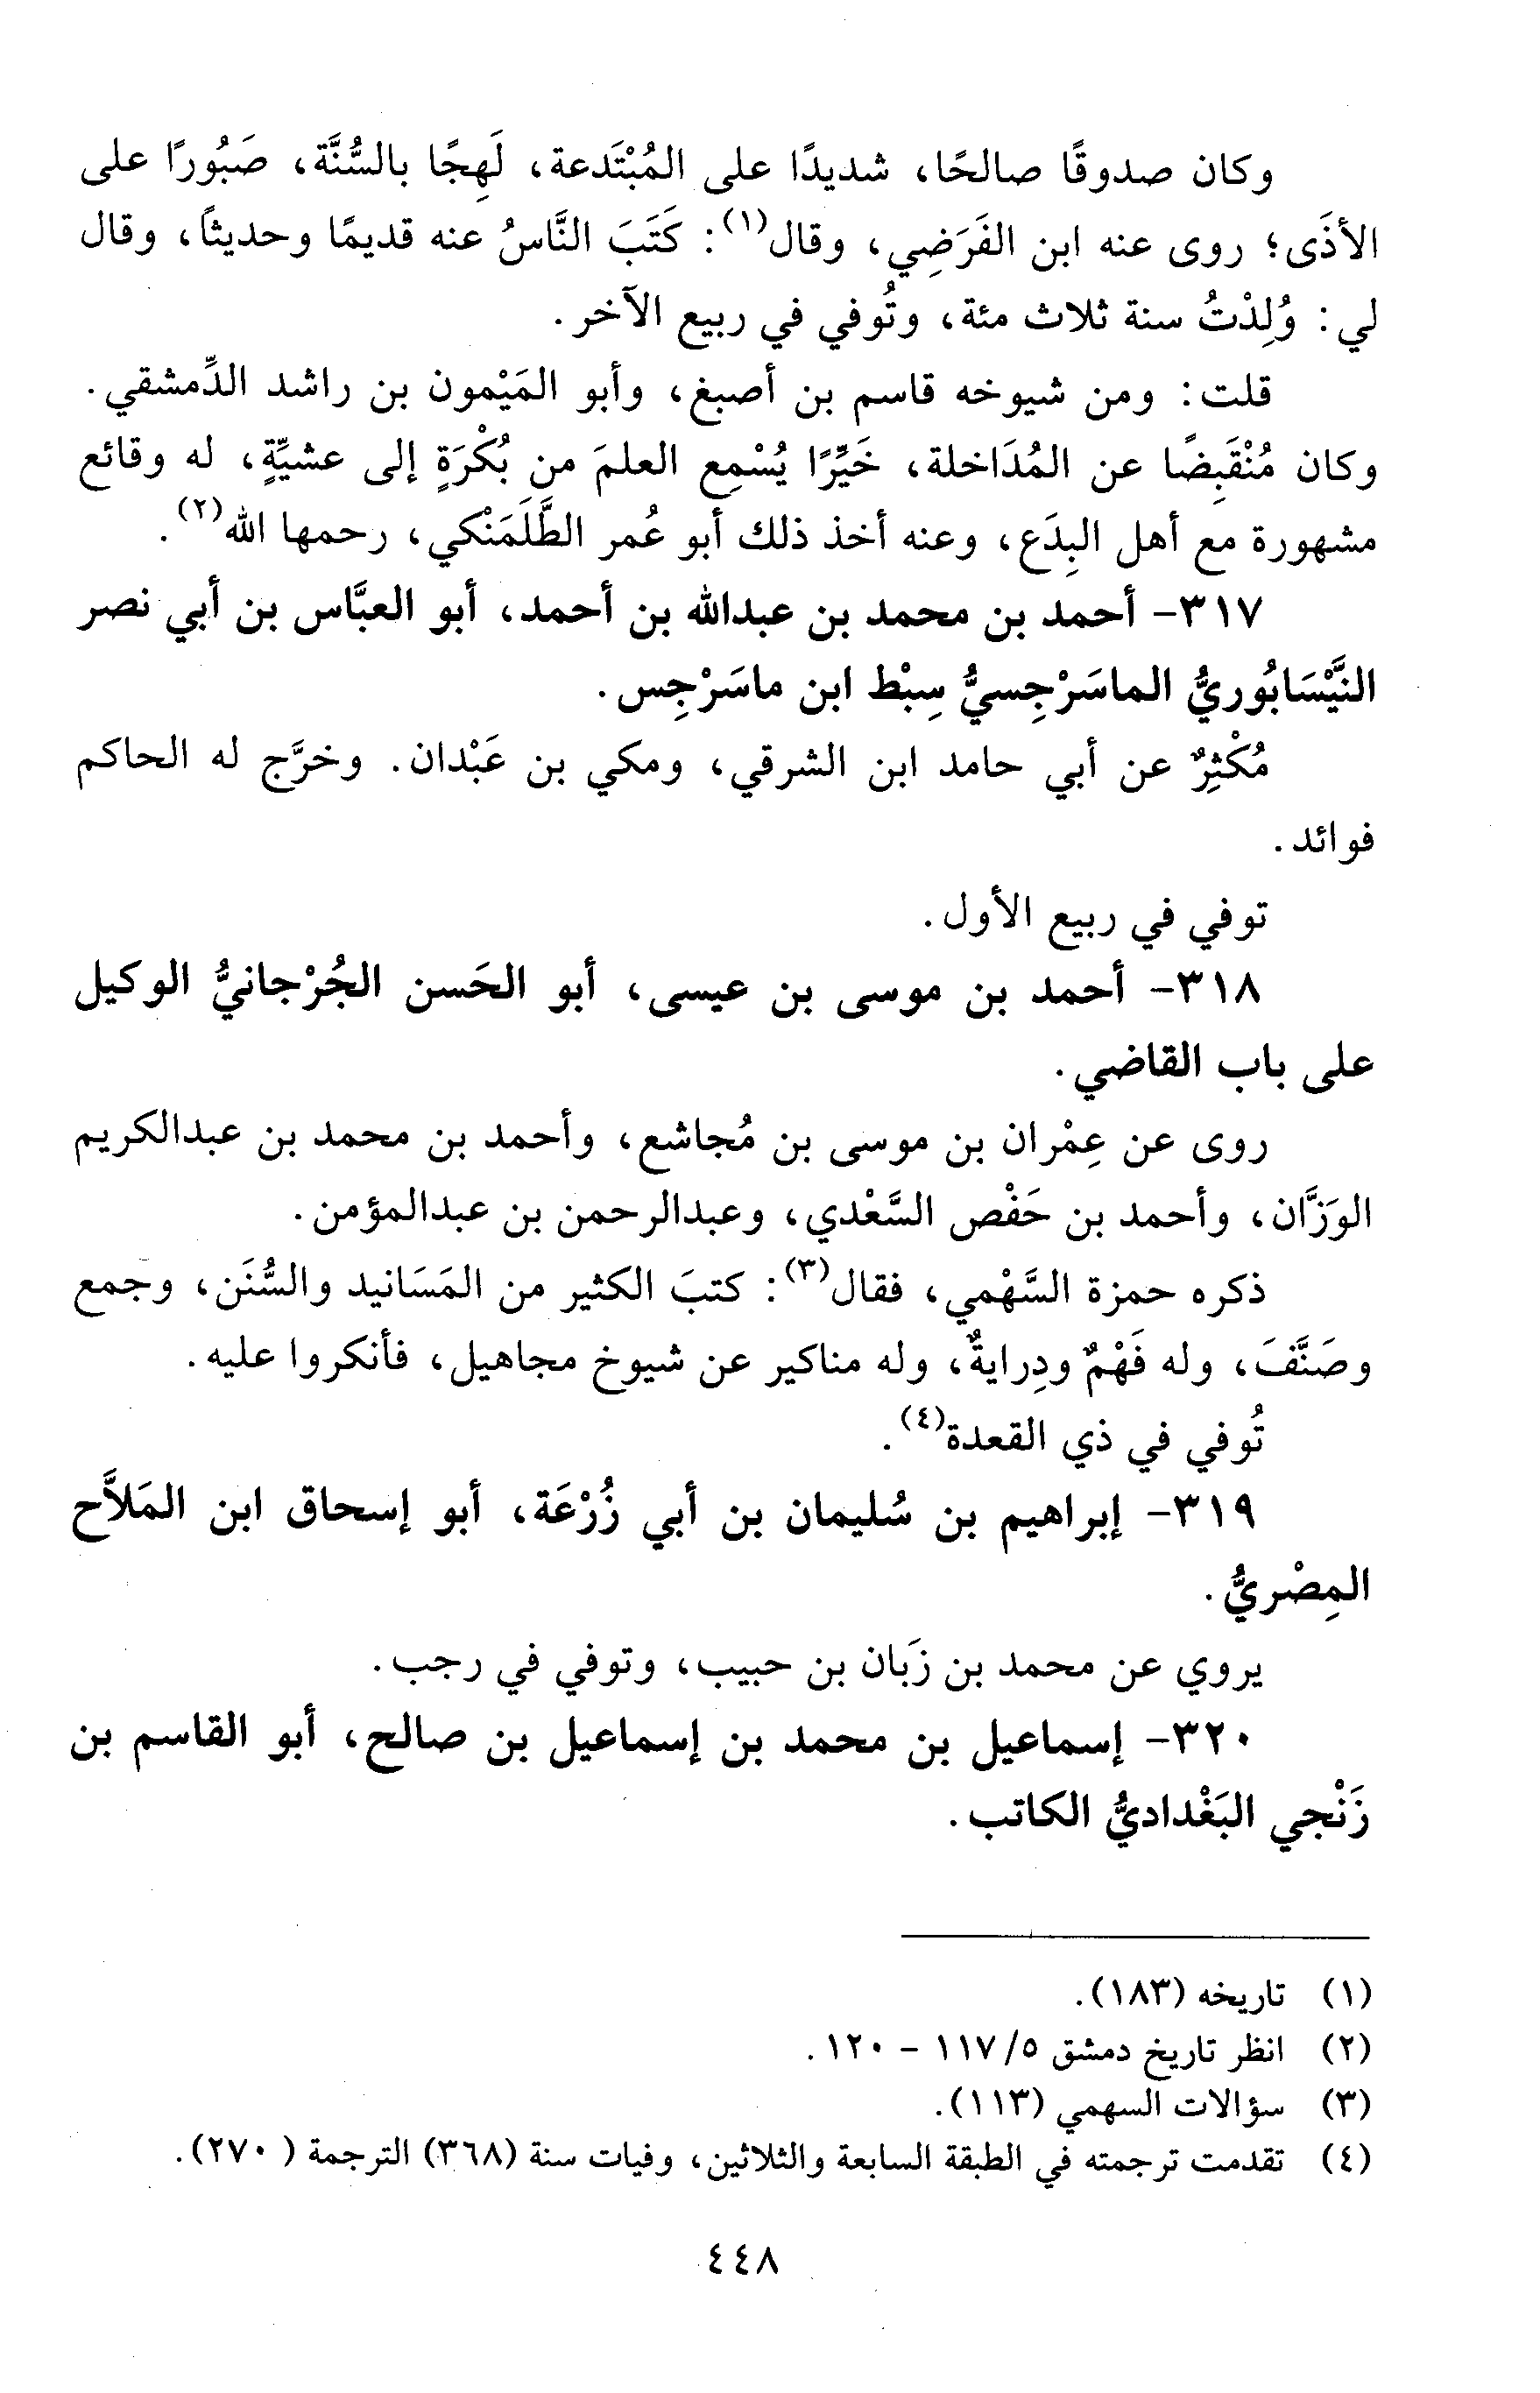 وكان صدوقًا صالحًا، شديدًا على المُبْتَدعة، لَهِجًا بالسُّنَّة، صَبُورًا على
الأذَى؛ روى عنه ابن الفَرَضِي، وقال(١): كَتَبَ النَّاسُ عنه قديمًا وحديثًا، وقال
لي: وُلِدْتُ سنة ثلاث مئة، وتُوفي في ربيع الآخر.
قلت: ومن شيوخه قاسم بن أصبغ، وأبو المَيْمون بن راشد الدِّمشقي.
وكان مُنْقَبِضًا عن المُدَاخلة، خَيِّرًا يُسْمِع العلمَ من بُكْرَةٍ إلى عشيَّةٍ، له وقائع
مشهورة مع أهل البِدَع، وعنه أخذ ذلك أبو عُمر الطَّلَمَنْكي، رحمها الله(٢).
٣١٧- أحمد بن محمد بن عبدالله بن أحمد، أبو العبَّاس بن أبي نصر
النَّيْسَابُوريُّ الماسَرْجِسيُّ سِبْط ابن ماسَرْجِس.
مُكْثِرٌ عن أبي حامد ابن الشرقي، ومكي بن عَبْدان. وخرَّج له الحاكم
فوائد.
توفي في ربيع الأول.
٣١٨- أحمد بن موسى بن عيسى، أبو الحَسن الجُرْجانيُّ الوكيل
على باب القاضي.
روى عن عِمْران بن موسى بن مُجاشع، وأحمد بن محمد بن عبدالكريم
الوَزَّان، وأحمد بن حَفْص السَّعْدي، وعبدالرحمن بن عبدالمؤمن.
ذكره حمزة السَّهْمي، فقال(٣): كتبَ الكثير من المَسَانيد والسُّنَن، وجمع
وصَنَّفَ، وله فَهْمٌ ودِرايةٌ، وله مناكير عن شيوخ مجاهيل، فأنكروا عليه.
تُوفي في ذي القعدة(٤).
٣١٩- إبراهيم بن سُليمان بن أبي زُرْعَة، أبو إسحاق ابن المَلاَّح
المِصْريُّ.
يروي عن محمد بن زَبان بن حبيب، وتوفي في رجب.
٣٢٠- إسماعيل بن محمد بن إسماعيل بن صالح، أبو القاسم بن
زَنْجي البَغْداديُّ الكاتب.
(١) تاريخه (١٨٣).
(٢) انظر تاريخ دمشق ٥/ ١١٧ - ١٢٠.
(٣) سؤالات السهمي (١١٣).
(٤) تقدمت ترجمته في الطبقة السابعة والثلاثين، وفيات سنة (٣٦٨) الترجمة ( ٢٧٠).
٤٤٨